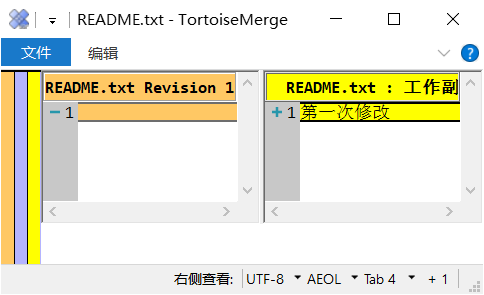 README.txt - TortoiseMerge
文件 编辑
README.txt Revision 1
README.txt : 工作副
1
1 第一次修改
右侧查看: UTF-8 AEOL Tab 4 + 1